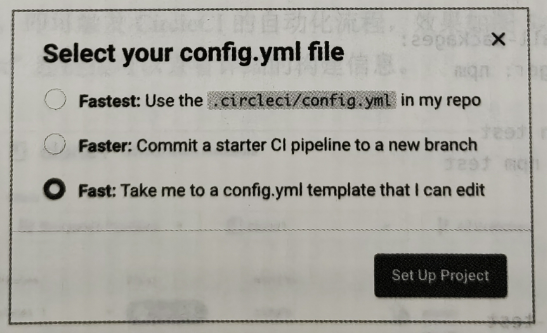 Select your config.yml file
×
Fastest: Use the .circleci/config.yml in my repo
Faster: Commit a starter CI pipeline to a new branch
Fast: Take me to a config.yml template that I can edit
Set Up Project